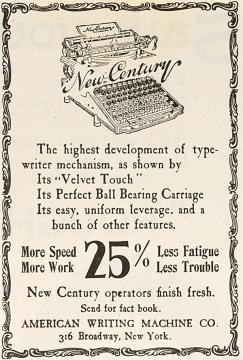 New Century
New Century
The highest development of type-
writer mechanism, as shown by
Its "Velvet Touch"
Its Perfect Ball Bearing Carriage
Its easy, uniform leverage, and a
bunch of other features.
More Speed 25% Less Fatigue
More Work Less Trouble
New Century operators finish fresh.
Send for fact book.
AMERICAN WRITING MACHINE CO.
316 Broadway, New York.